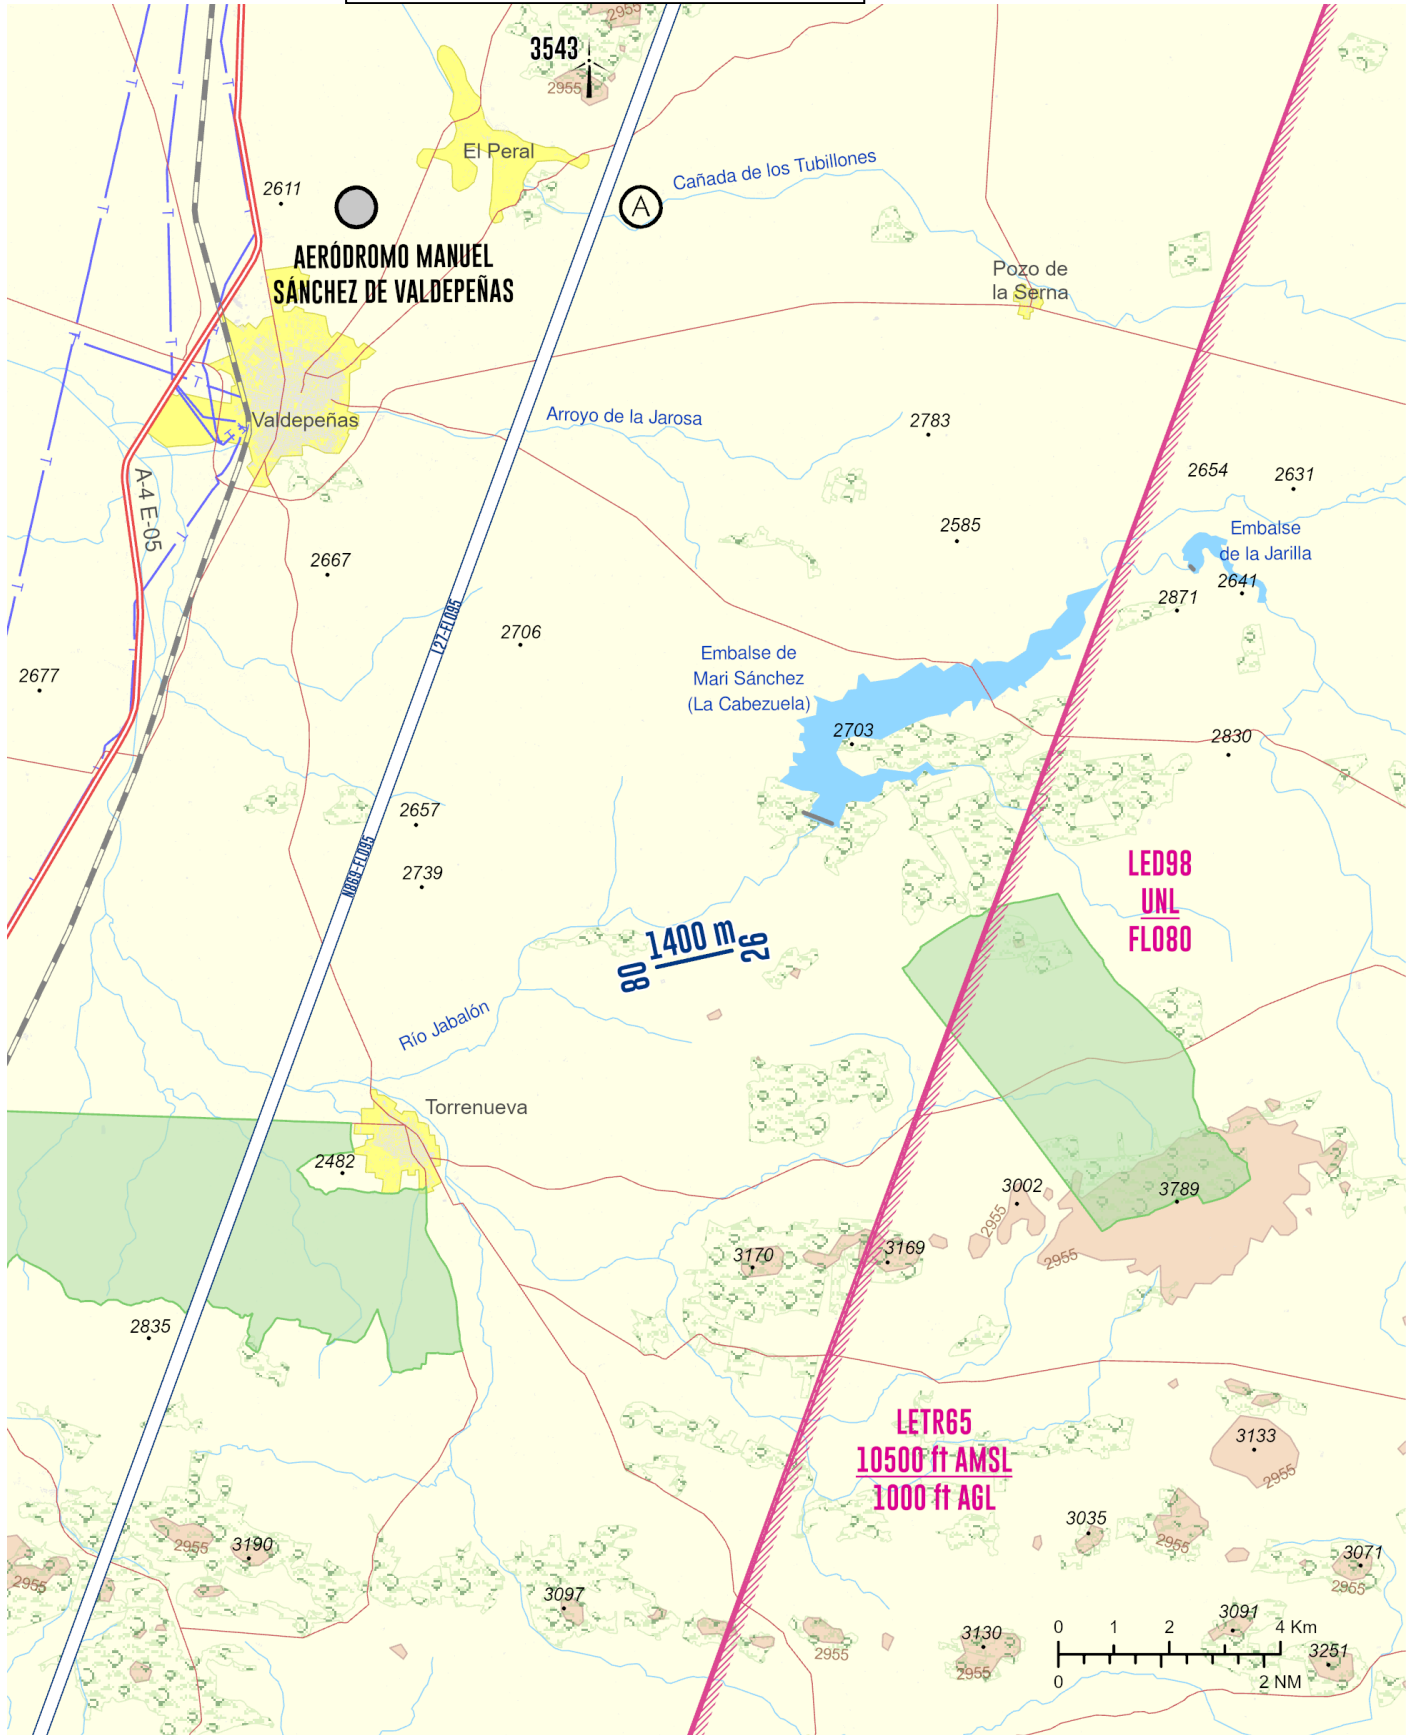 2955
3543
2955
El Peral
Cañada de los Tubillones
2611
A
AERÓDROMO MANUEL
SÁNCHEZ DE VALDEPEÑAS
Pozo de
la Serna
T
T
T
T
T
T
T
T
T
T
T
T
Valdepeñas
Arroyo de la Jarosa
2783
2654
2631
A-4 E-05
2585
Embalse
de la Jarilla
2667
2641
2871
L27-FL095
2706
2677
Embalse de
Mari Sánchez
(La Cabezuela)
2703
2830
2657
N869-FL095
2739
LED98
UNL
FL080
1400 m
08
26
Río Jabalón
Torrenueva
2482
3002
3789
2955
2955
3170
3169
2835
LETR65
10500 ft AMSL
1000 ft AGL
3133
2955
3035
2955
3190
2955
2955
3071
2955
3097
3091
3130
2955
2955
3251
0
1
2
4 Km
0
2 NM